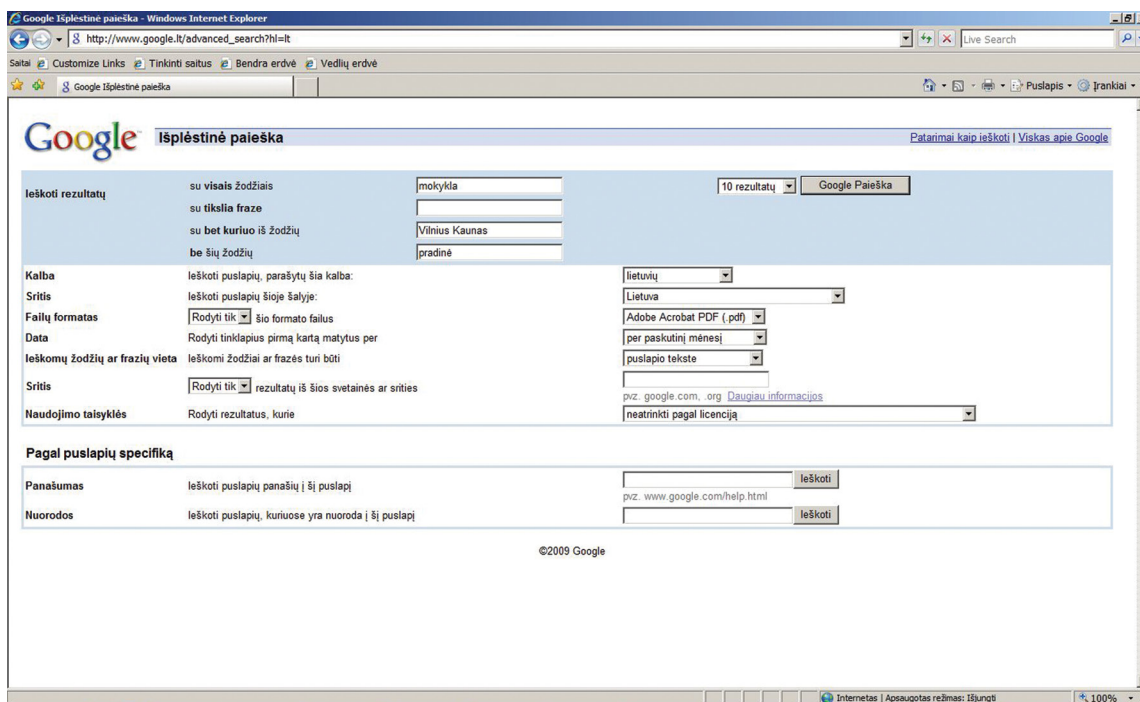 Google Išplėstinė paieška - Windows Internet Explorer
http://www.google.lt/advanced_search?hl=lt
Live Search
Saitai Customize Links Tinkinti saitus Bendra erdvė Vedlių erdvė
Google Išplėstinė paieška
Puslapis Įrankiai
Google Išplėstinė paieška
Patarimai kaip ieškoti | Viskas apie Google
Ieškoti rezultatų su visais žodžiais mokykla 10 rezultatų Google Paieška
su tikslia fraze
su bet kuriuo iš žodžių Vilnius Kaunas
be šių žodžių pradinė
Kalba Ieškoti puslapių, parašytų šia kalba: lietuvių
Sritis Ieškoti puslapių šioje šalyje: Lietuva
Failų formatas Rodyti tik šio formato failus Adobe Acrobat PDF (.pdf)
Data Rodyti tinklapius pirmą kartą matytus per per paskutinį mėnesį
Ieškomų žodžių ar frazių vieta Ieškomi žodžiai ar frazės turi būti puslapio tekste
Sritis Rodyti tik rezultatų iš šios svetainės ar srities
pvz. google.com, .org Daugiau informacijos
Naudojimo taisyklės Rodyti rezultatus, kurie neatrinkti pagal licenciją
Pagal puslapių specifiką
Panašumas Ieškoti puslapių panašių į šį puslapį Ieškoti
pvz. www.google.com/help.html
Nuorodos Ieškoti puslapių, kuriuose yra nuoroda į šį puslapį Ieškoti
©2009 Google
Internetas | Apsaugotas režimas: Išjungti 100%